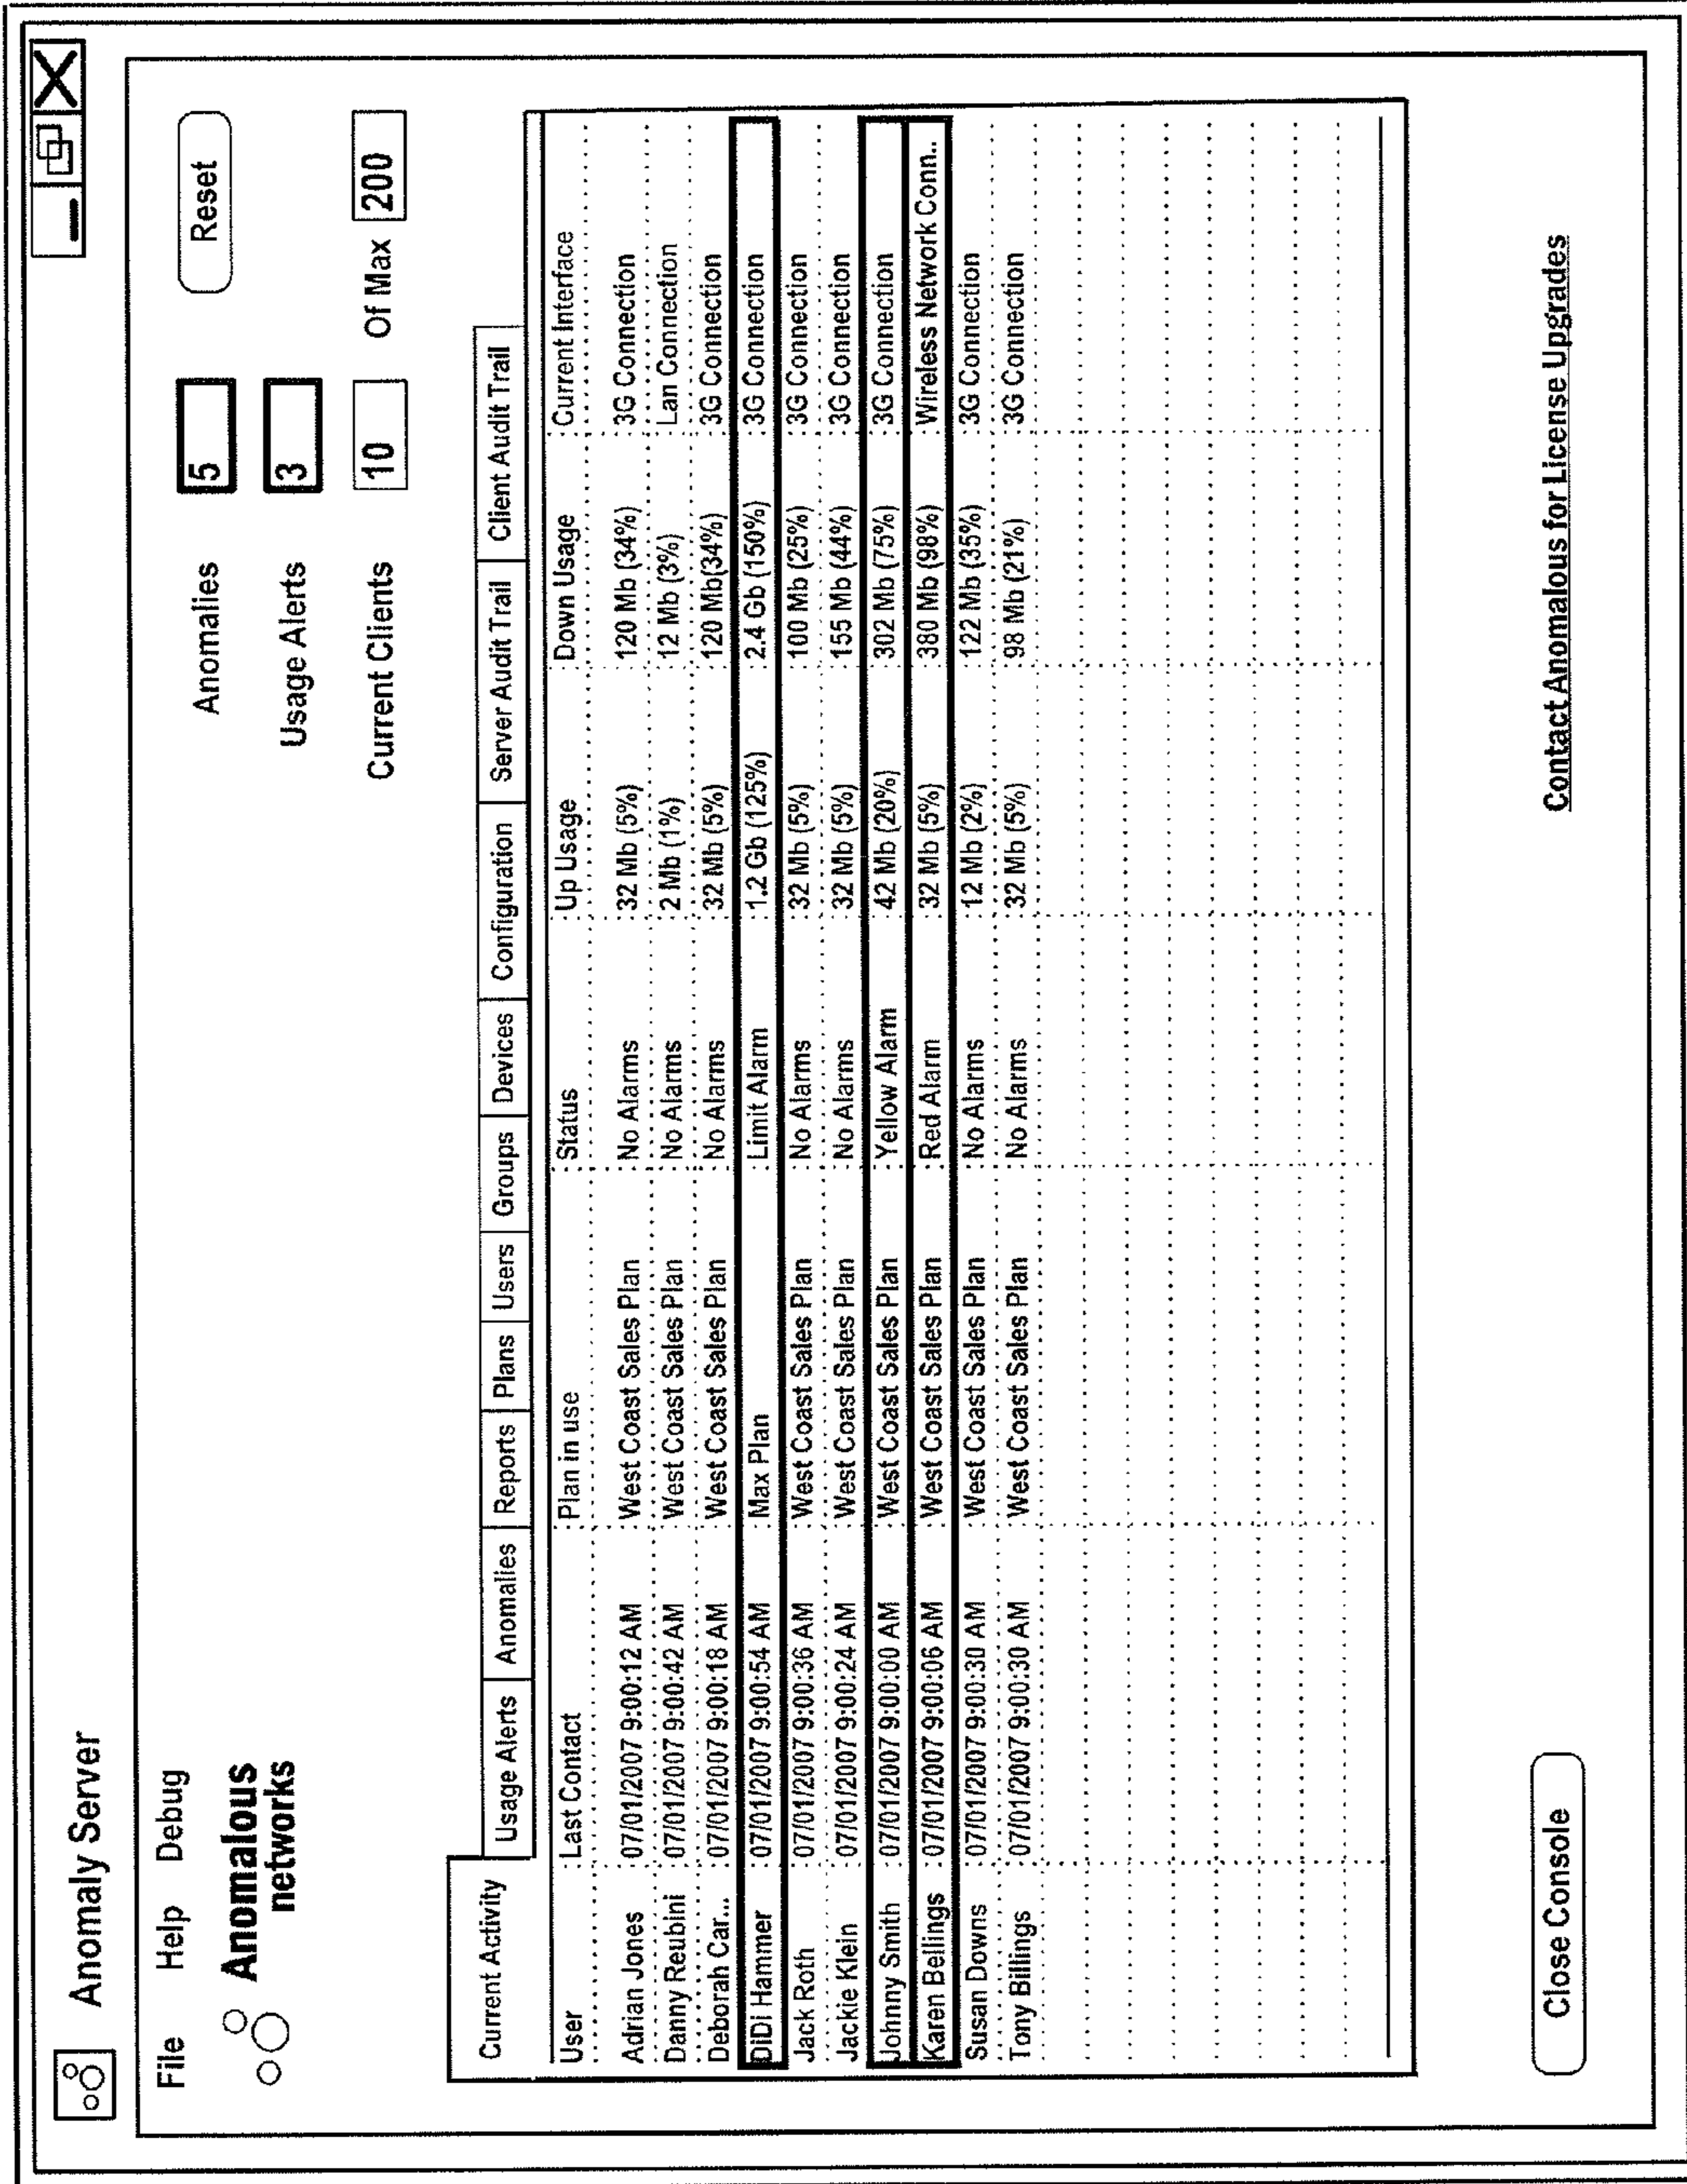 Anomaly Server
File Help Debug
Anomalous
networks
Anomalies 5 Reset
Usage Alerts 3
Current Clients 10 Of Max 200
Current Activity Usage Alerts Anomalies Reports Plans Users Groups Devices Configuration Server Audit Trail Client Audit Trail
User Last Contact Plan in use Status Up Usage Down Usage Current Interface
Adrian Jones 07/01/2007 9:00:12 AM West Coast Sales Plan No Alarms 32 Mb (5%) 120 Mb (34%) 3G Connection
Danny Reubini 07/01/2007 9:00:42 AM West Coast Sales Plan No Alarms 2 Mb (1%) 12 Mb (3%) Lan Connection
Deborah Car... 07/01/2007 9:00:18 AM West Coast Sales Plan No Alarms 32 Mb (5%) 120 Mb(34%) 3G Connection
DiDi Hammer 07/01/2007 9:00:54 AM Max Plan Limit Alarm 1.2 Gb (125%) 2.4 Gb (150%) 3G Connection
Jack Roth 07/01/2007 9:00:36 AM West Coast Sales Plan No Alarms 32 Mb (5%) 100 Mb (25%) 3G Connection
Jackie Klein 07/01/2007 9:00:24 AM West Coast Sales Plan No Alarms 32 Mb (5%) 155 Mb (44%) 3G Connection
Johnny Smith 07/01/2007 9:00:00 AM West Coast Sales Plan Yellow Alarm 42 Mb (20%) 302 Mb (75%) 3G Connection
Karen Bellings 07/01/2007 9:00:06 AM West Coast Sales Plan Red Alarm 32 Mb (5%) 380 Mb (98%) Wireless Network Conn..
Susan Downs 07/01/2007 9:00:30 AM West Coast Sales Plan No Alarms 12 Mb (2%) 122 Mb (35%) 3G Connection
Tony Billings 07/01/2007 9:00:30 AM West Coast Sales Plan No Alarms 32 Mb (5%) 98 Mb (21%) 3G Connection
Close Console Contact Anomalous for License Upgrades